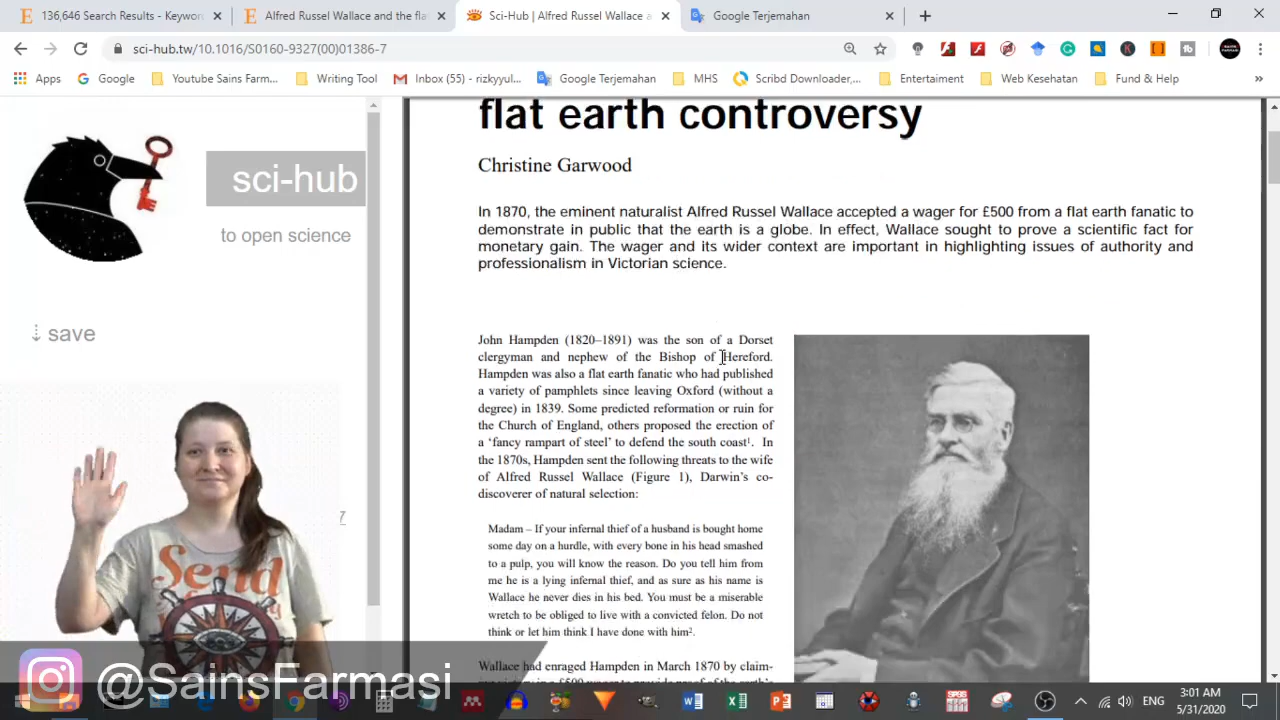 136,646 Search Results - Keywor
Alfred Russel Wallace and the fla
Sci-Hub | Alfred Russel Wallace a
Google Terjemahan
sci-hub.tw/10.1016/S0160-9327(00)01386-7
Apps
Google
Youtube Sains Farm...
Writing Tool
Inbox (55) - rizkyyul...
Google Terjemahan
MHS
Scribd Downloader,...
Entertaiment
Web Kesehatan
Fund & Help
»
sci-hub
to open science
⇣ save
flat earth controversy
Christine Garwood
In 1870, the eminent naturalist Alfred Russel Wallace accepted a wager for £500 from a flat earth fanatic to
demonstrate in public that the earth is a globe. In effect, Wallace sought to prove a scientific fact for
monetary gain. The wager and its wider context are important in highlighting issues of authority and
professionalism in Victorian science.
John Hampden (1820–1891) was the son of a Dorset
clergyman and nephew of the Bishop of Hereford.
Hampden was also a flat earth fanatic who had published
a variety of pamphlets since leaving Oxford (without a
degree) in 1839. Some predicted reformation or ruin for
the Church of England, others proposed the erection of
a ‘fancy rampart of steel’ to defend the south coast¹. In
the 1870s, Hampden sent the following threats to the wife
of Alfred Russel Wallace (Figure 1), Darwin’s co-
discoverer of natural selection:
Madam – If your infernal thief of a husband is bought home
some day on a hurdle, with every bone in his head smashed
to a pulp, you will know the reason. Do you tell him from
me he is a lying infernal thief, and as sure as his name is
Wallace he never dies in his bed. You must be a miserable
wretch to be obliged to live with a convicted felon. Do not
think or let him think I have done with him².
Wallace had enraged Hampden in March 1870 by claim-
Send
7
@SainsFarmasi
ENG
3:01 AM
5/31/2020